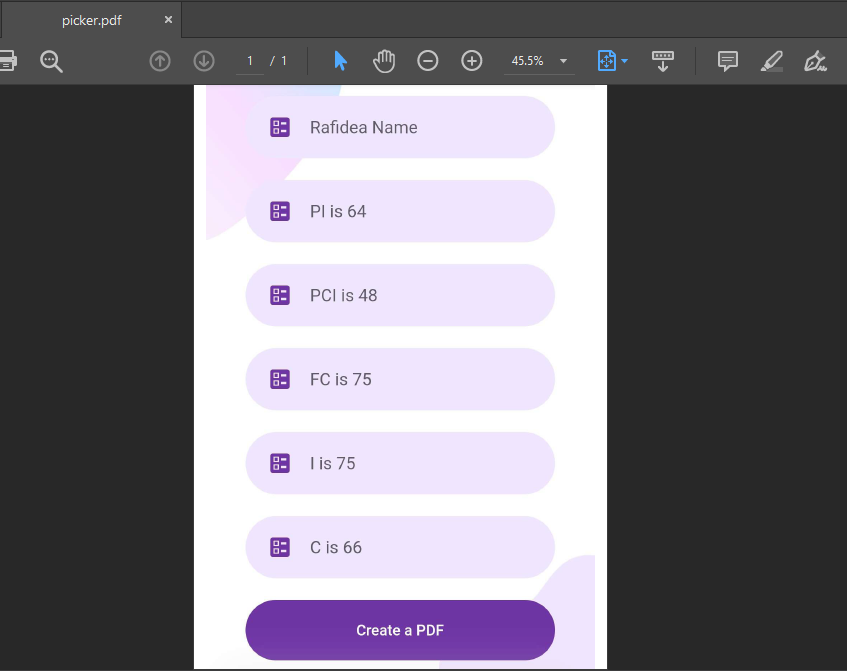 picker.pdf
1 / 1
45.5%
Rafidea Name
PI is 64
PCI is 48
FC is 75
I is 75
C is 66
Create a PDF